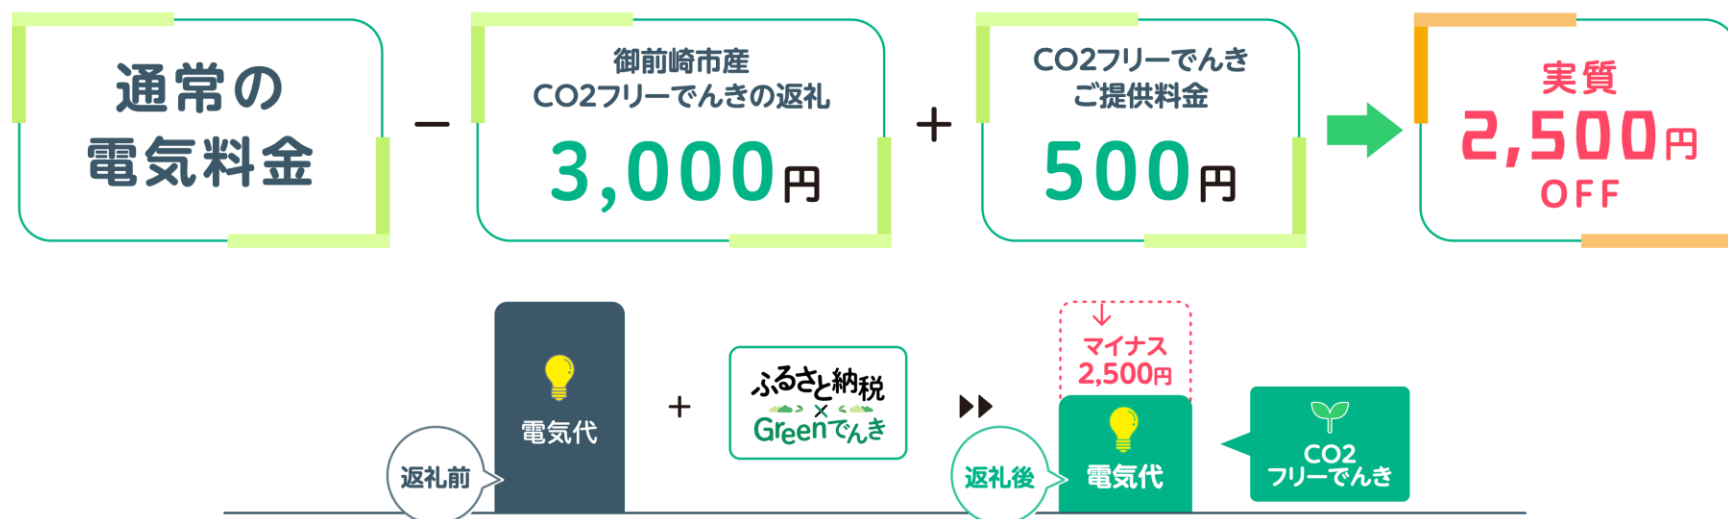 通常の
電気料金
－
御前崎市産
CO2フリーでんきの返礼
3,000円
＋
CO2フリーでんき
ご提供料金
500円
実質
2,500円
OFF
電気代
返礼前
＋
ふるさと納税
×
Greenでんき
マイナス
2,500円
電気代
返礼後
CO2
フリーでんき